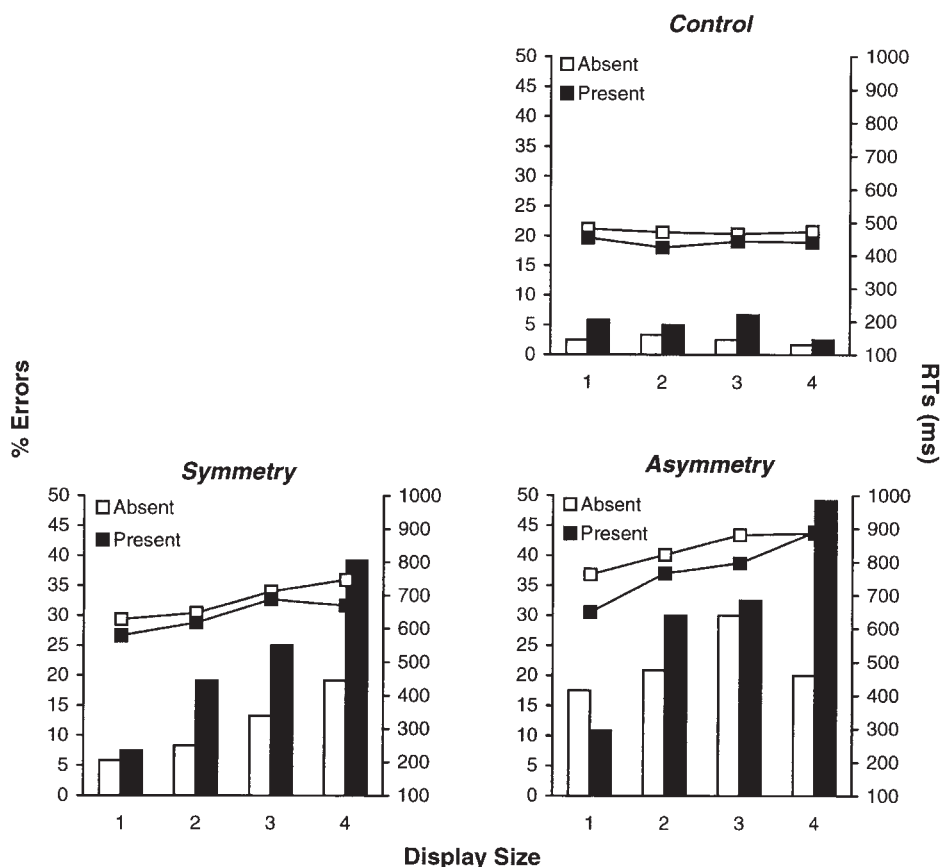 Control
50 □ Absent 1000
45 ■ Present 900
40 800
35 700
30 600
25 500
20 400
15 300
10 200
5 100
0
1 2 3 4
% Errors
RTs (ms)
Symmetry
50 □ Absent 1000
45 ■ Present 900
40 800
35 700
30 600
25 500
20 400
15 300
10 200
5 100
0
1 2 3 4
Asymmetry
50 □ Absent 1000
45 ■ Present 900
40 800
35 700
30 600
25 500
20 400
15 300
10 200
5 100
0
1 2 3 4
Display Size